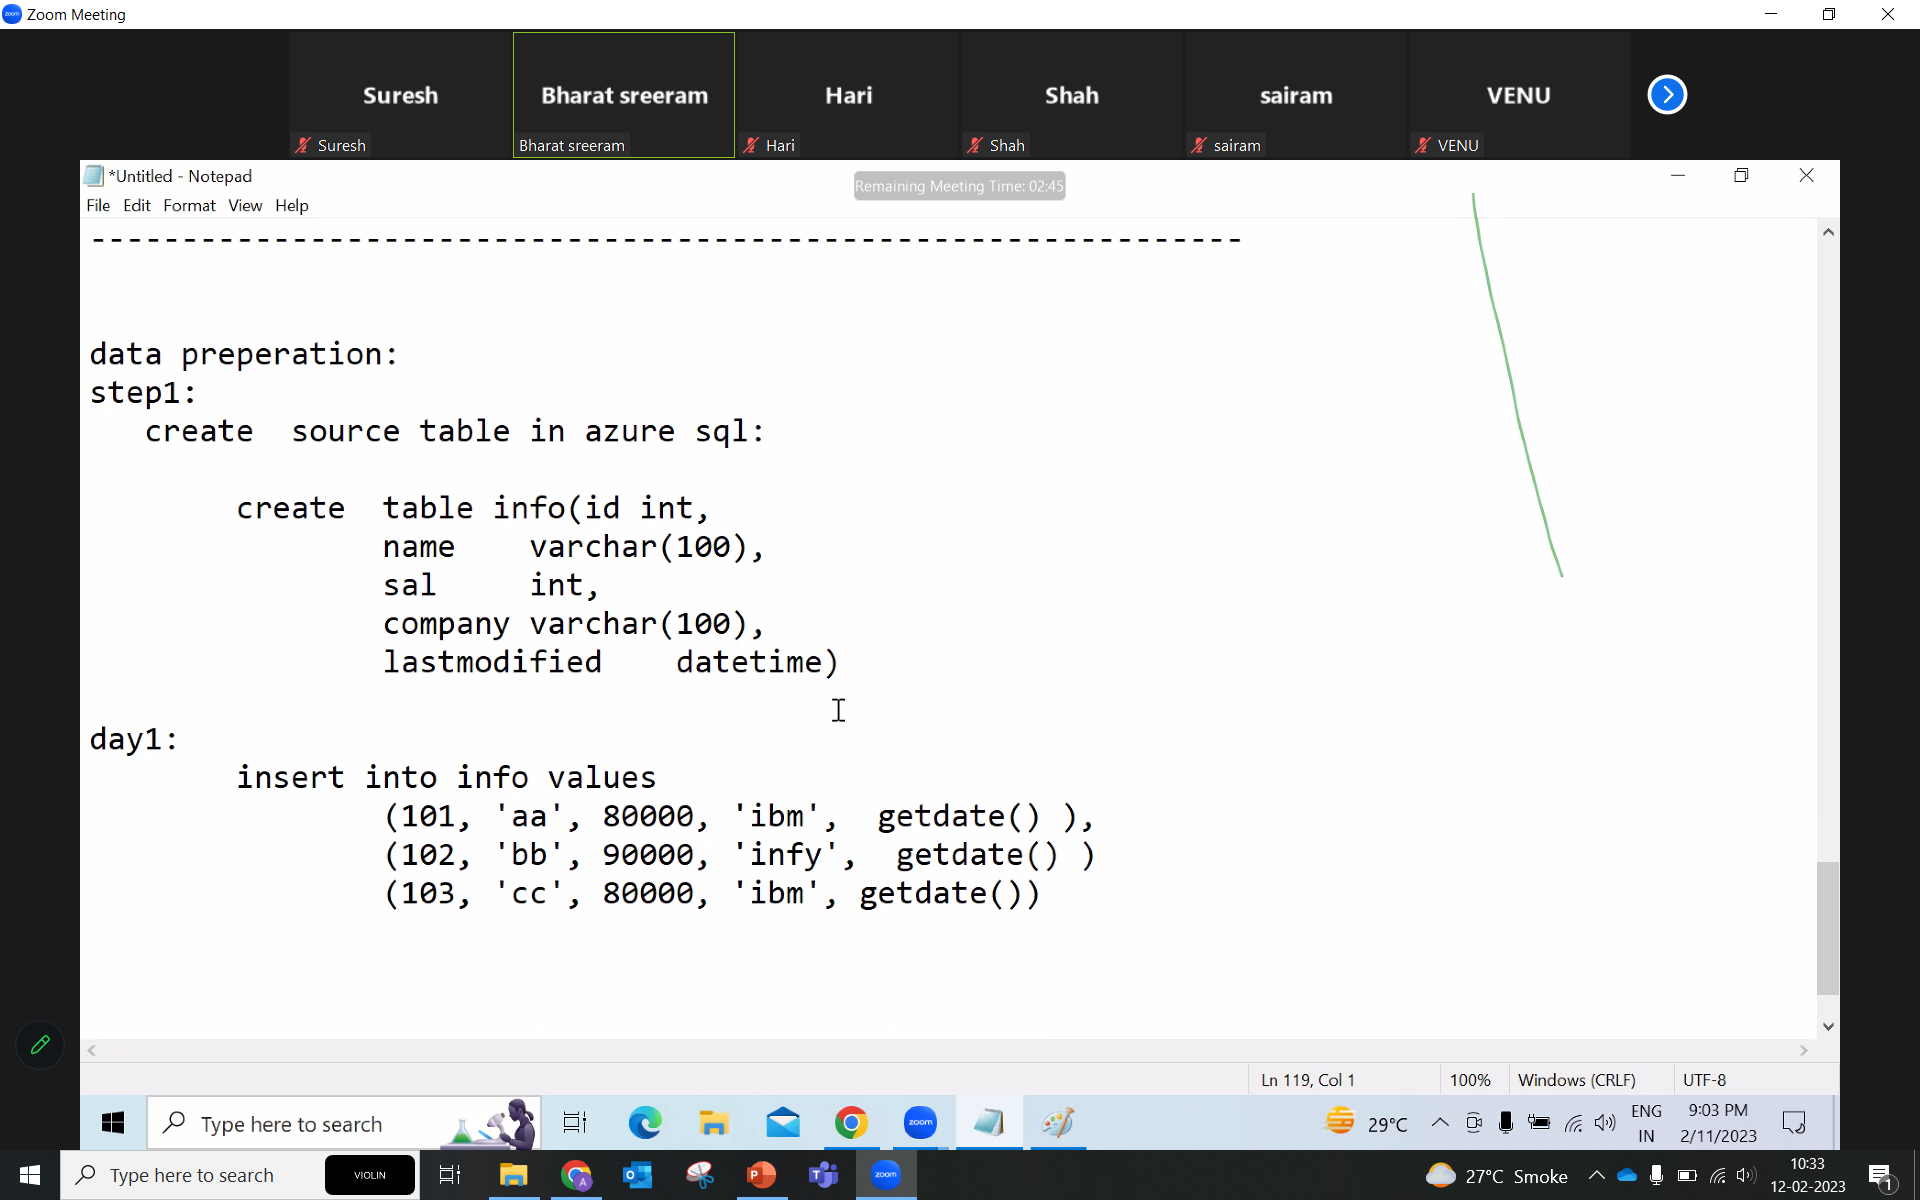 zoom Zoom Meeting
Suresh Bharat sreeram Hari Shah sairam VENU
Suresh Bharat sreeram Hari Shah sairam VENU
*Untitled - Notepad
Remaining Meeting Time: 02:45
File Edit Format View Help
---------------------------------------------------------------
data preperation:
step1:
create source table in azure sql:
create table info(id int,
name varchar(100),
sal int,
company varchar(100),
lastmodified datetime)
day1:
insert into info values
(101, 'aa', 80000, 'ibm', getdate() ),
(102, 'bb', 90000, 'infy', getdate() )
(103, 'cc', 80000, 'ibm', getdate())
Ln 119, Col 1 100% Windows (CRLF) UTF-8
Type here to search zoom 29°C ENG IN 9:03 PM 2/11/2023
Type here to search VIOLIN A P T zoom 27°C Smoke 10:33 12-02-2023 1